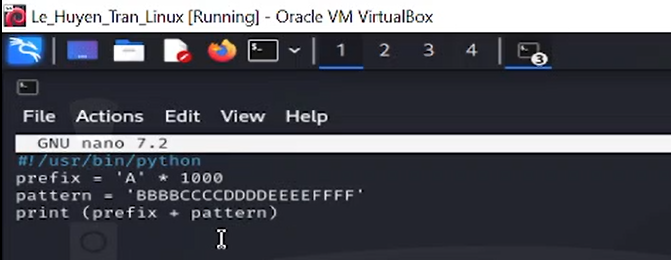 Le_Huyen_Tran_Linux [Running] - Oracle VM VirtualBox
1 2 3 4 3
File Actions Edit View Help
GNU nano 7.2
#!/usr/bin/python
prefix = 'A' * 1000
pattern = 'BBBBCCCCDDDDEEEEFFFF'
print (prefix + pattern)